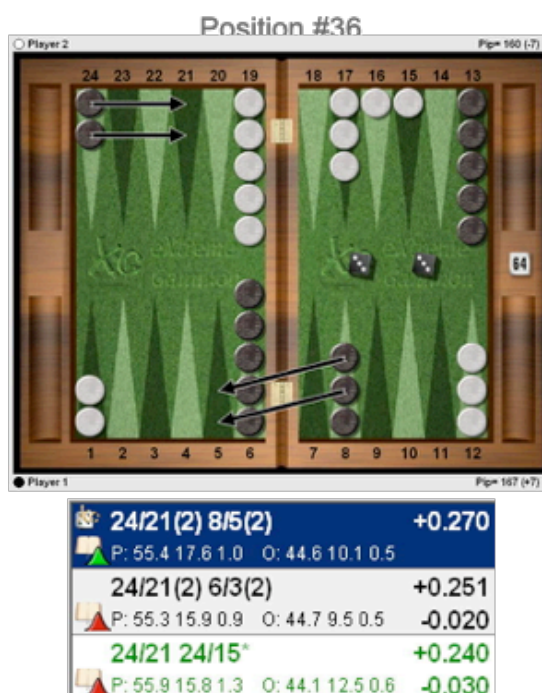 Position #36
Player 2 Pip= 160 (-7)
24 23 22 21 20 19 18 17 16 15 14 13
eXtreme Gammon
64
1 2 3 4 5 6 7 8 9 10 11 12
Player 1 Pip= 167 (+7)
24/21(2) 8/5(2) +0.270
P: 55.4 17.6 1.0 O: 44.6 10.1 0.5
24/21(2) 6/3(2) +0.251
P: 55.3 15.9 0.9 O: 44.7 9.5 0.5 -0.020
24/21 24/15* +0.240
P: 55.9 15.8 1.3 O: 44.1 12.5 0.6 -0.030